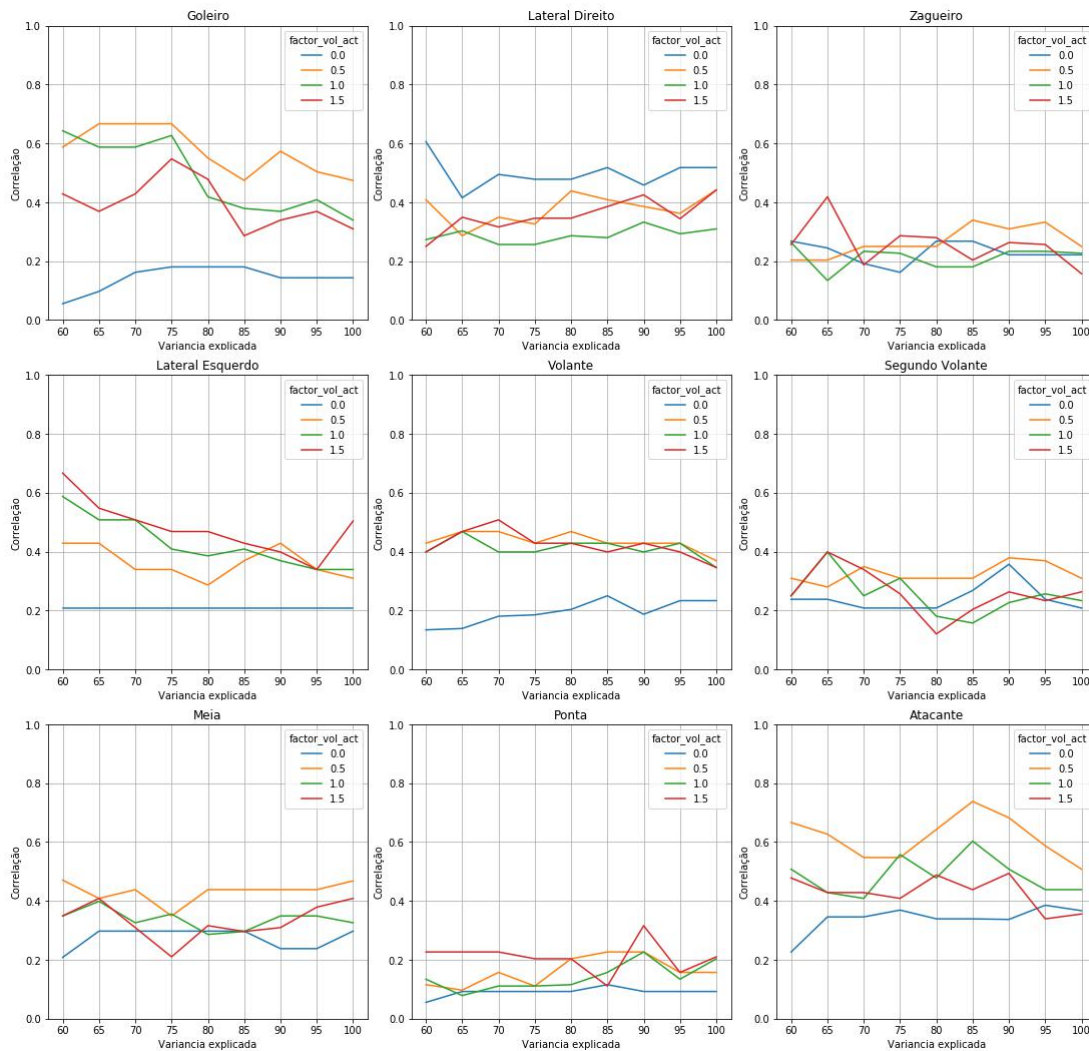 Goleiro
1.0
0.8
0.6
0.4
0.2
0.0
Correlação
factor_vol_act
0.0
0.5
1.0
1.5
60 65 70 75 80 85 90 95 100
Variancia explicada
Lateral Direito
1.0
0.8
0.6
0.4
0.2
0.0
Correlação
factor_vol_act
0.0
0.5
1.0
1.5
60 65 70 75 80 85 90 95 100
Variancia explicada
Zagueiro
1.0
0.8
0.6
0.4
0.2
0.0
Correlação
factor_vol_act
0.0
0.5
1.0
1.5
60 65 70 75 80 85 90 95 100
Variancia explicada
Lateral Esquerdo
1.0
0.8
0.6
0.4
0.2
0.0
Correlação
factor_vol_act
0.0
0.5
1.0
1.5
60 65 70 75 80 85 90 95 100
Variancia explicada
Volante
1.0
0.8
0.6
0.4
0.2
0.0
Correlação
factor_vol_act
0.0
0.5
1.0
1.5
60 65 70 75 80 85 90 95 100
Variancia explicada
Segundo Volante
1.0
0.8
0.6
0.4
0.2
0.0
Correlação
factor_vol_act
0.0
0.5
1.0
1.5
60 65 70 75 80 85 90 95 100
Variancia explicada
Meia
1.0
0.8
0.6
0.4
0.2
0.0
Correlação
factor_vol_act
0.0
0.5
1.0
1.5
60 65 70 75 80 85 90 95 100
Variancia explicada
Ponta
1.0
0.8
0.6
0.4
0.2
0.0
Correlação
factor_vol_act
0.0
0.5
1.0
1.5
60 65 70 75 80 85 90 95 100
Variancia explicada
Atacante
1.0
0.8
0.6
0.4
0.2
0.0
Correlação
factor_vol_act
0.0
0.5
1.0
1.5
60 65 70 75 80 85 90 95 100
Variancia explicada